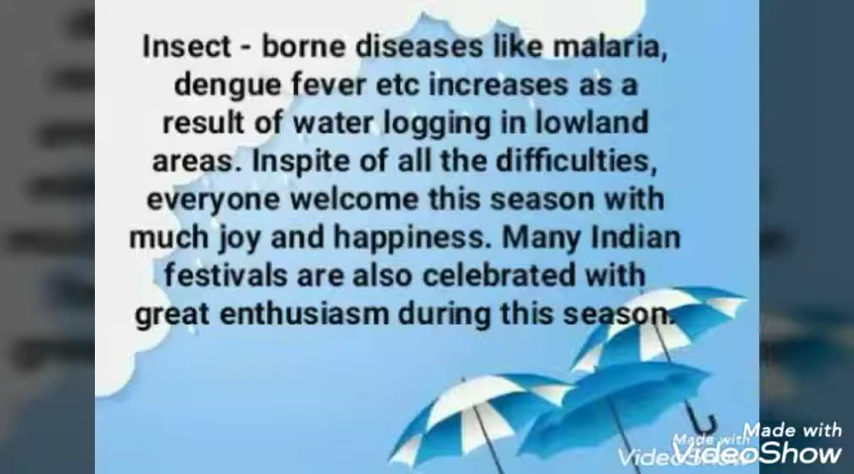 Insect - borne diseases like malaria,
dengue fever etc increases as a
result of water logging in lowland
areas. Inspite of all the difficulties,
everyone welcome this season with
much joy and happiness. Many Indian
festivals are also celebrated with
great enthusiasm during this season.
Made with
VideoShow
Made with
VideoShow